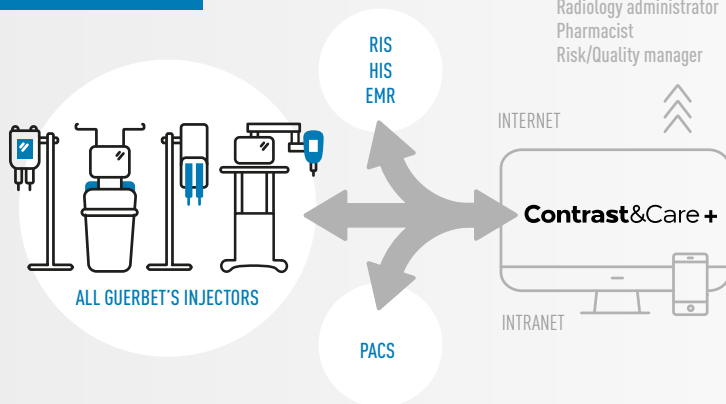 Radiology administrator
Pharmacist
Risk/Quality manager
RIS
HIS
EMR
INTERNET
Contrast&Care+
ALL GUERBET'S INJECTORS
INTRANET
PACS